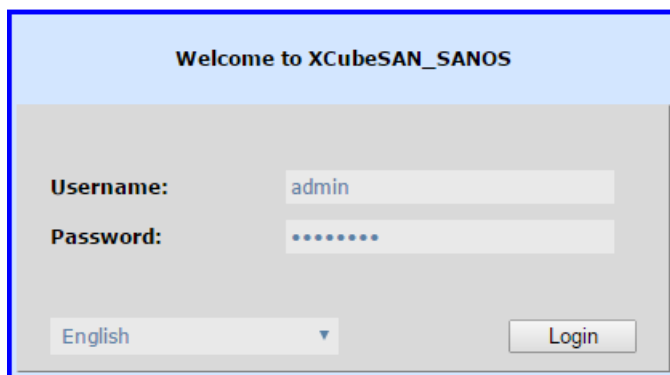 Welcome to XCubeSAN_SANOS
Username: admin
Password: ••••••••
English ▼ Login